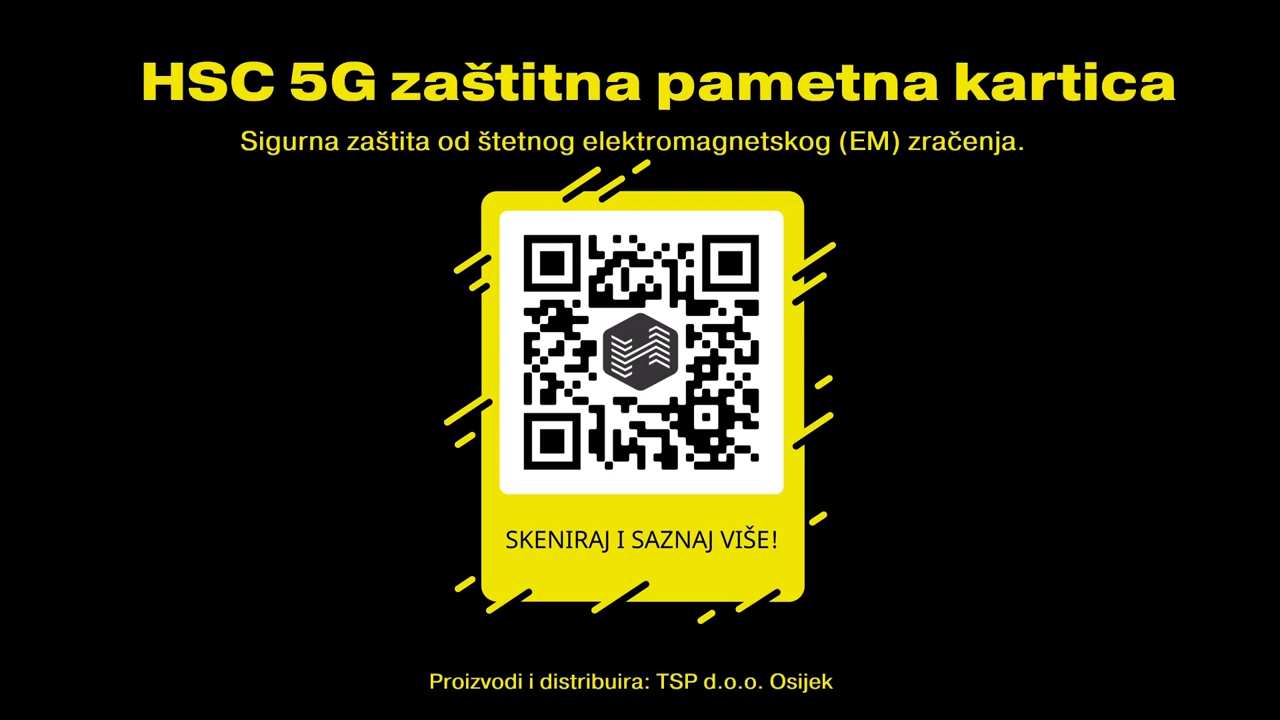 HSC 5G zaštitna pametna kartica
Sigurna zaštita od štetnog elektromagnetskog (EM) zračenja.
SKENIRAJ I SAZNAJ VIŠE!
Proizvodi i distribuira: TSP d.o.o. Osijek